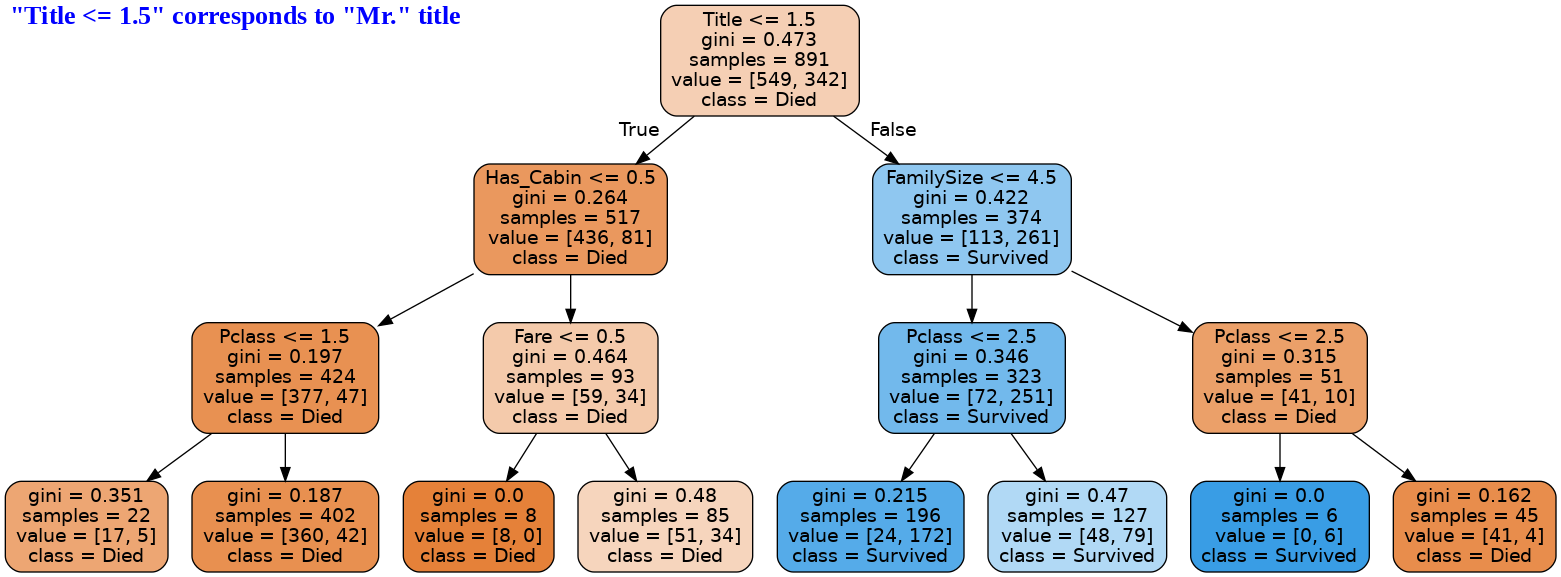 "Title <= 1.5" corresponds to "Mr." title
Title <= 1.5
gini = 0.473
samples = 891
value = [549, 342]
class = Died
True
False
Has_Cabin <= 0.5
gini = 0.264
samples = 517
value = [436, 81]
class = Died
FamilySize <= 4.5
gini = 0.422
samples = 374
value = [113, 261]
class = Survived
Pclass <= 1.5
gini = 0.197
samples = 424
value = [377, 47]
class = Died
Fare <= 0.5
gini = 0.464
samples = 93
value = [59, 34]
class = Died
Pclass <= 2.5
gini = 0.346
samples = 323
value = [72, 251]
class = Survived
Pclass <= 2.5
gini = 0.315
samples = 51
value = [41, 10]
class = Died
gini = 0.351
samples = 22
value = [17, 5]
class = Died
gini = 0.187
samples = 402
value = [360, 42]
class = Died
gini = 0.0
samples = 8
value = [8, 0]
class = Died
gini = 0.48
samples = 85
value = [51, 34]
class = Died
gini = 0.215
samples = 196
value = [24, 172]
class = Survived
gini = 0.47
samples = 127
value = [48, 79]
class = Survived
gini = 0.0
samples = 6
value = [0, 6]
class = Survived
gini = 0.162
samples = 45
value = [41, 4]
class = Died